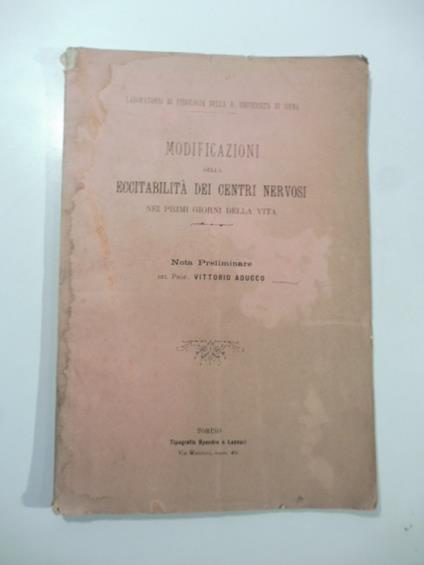 LABORATORIO DI FISIOLOGIA DELLA R. UNIVERSITÀ DI SIENA
MODIFICAZIONI
DELLA
ECCITABILITÀ DEI CENTRI NERVOSI
NEI PRIMI GIORNI DELLA VITA
Nota Preliminare
DEL PROF. VITTORIO ADUCCO
TORINO
Tipografia Spandre e Lazzari
Via